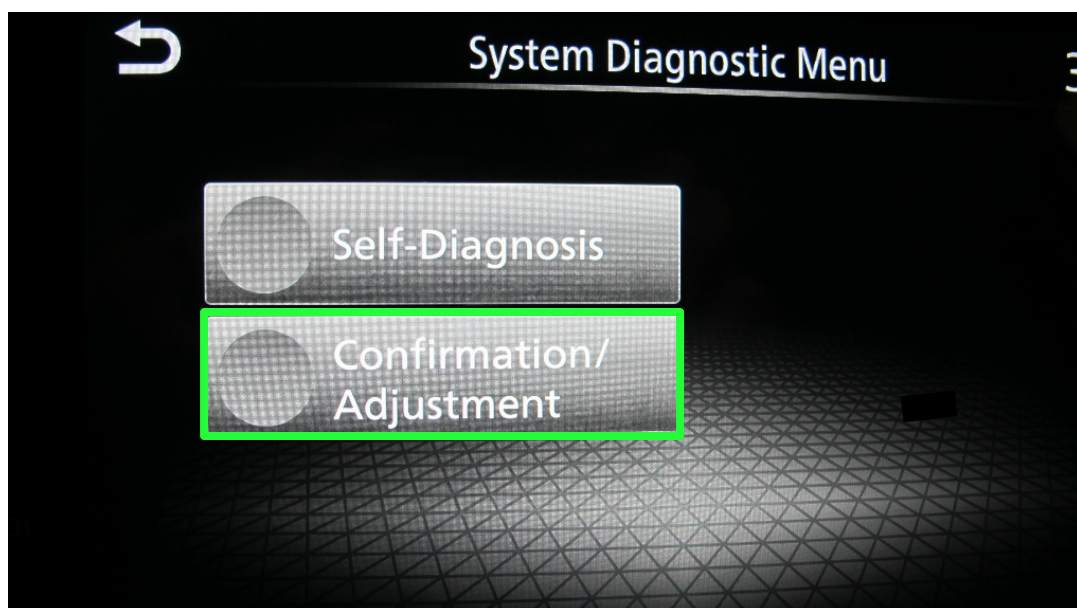 System Diagnostic Menu
Self-Diagnosis
Confirmation/
Adjustment